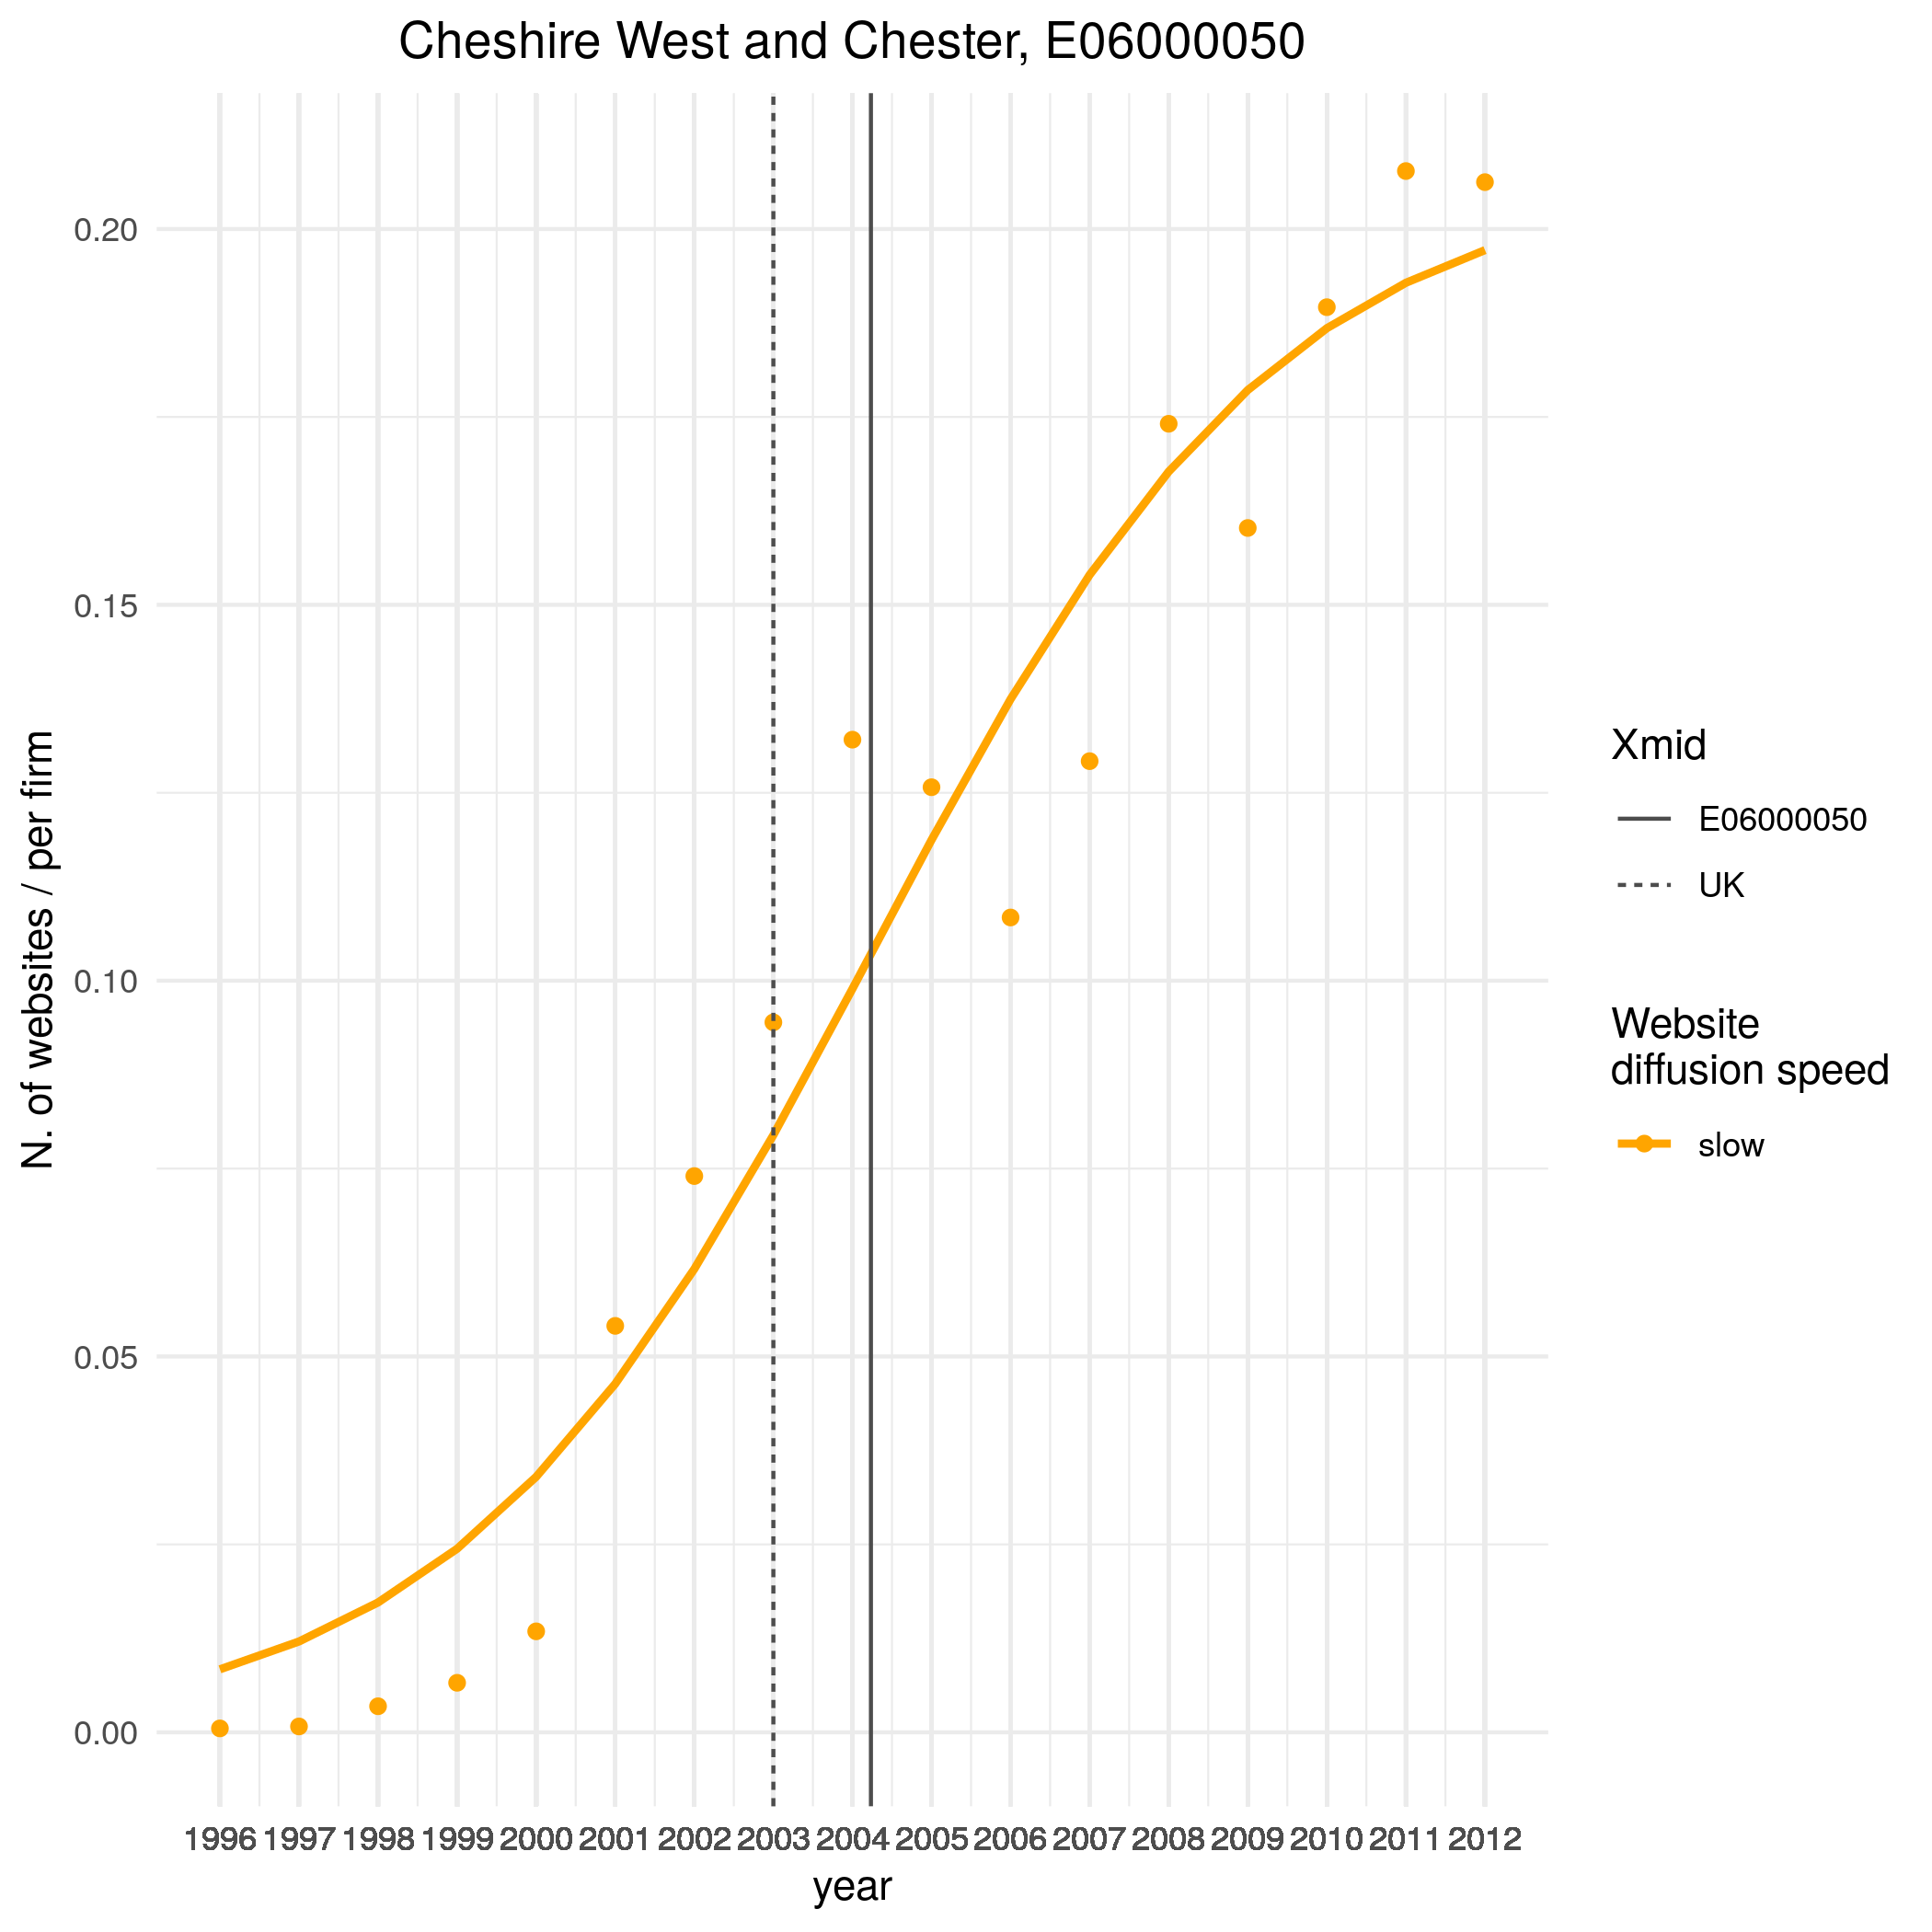 Cheshire West and Chester, E06000050
N. of websites / per firm
0.20
0.15
0.10
0.05
0.00
1996 1997 1998 1999 2000 2001 2002 2003 2004 2005 2006 2007 2008 2009 2010 2011 2012
year
Xmid
E06000050
UK
Website
diffusion speed
slow